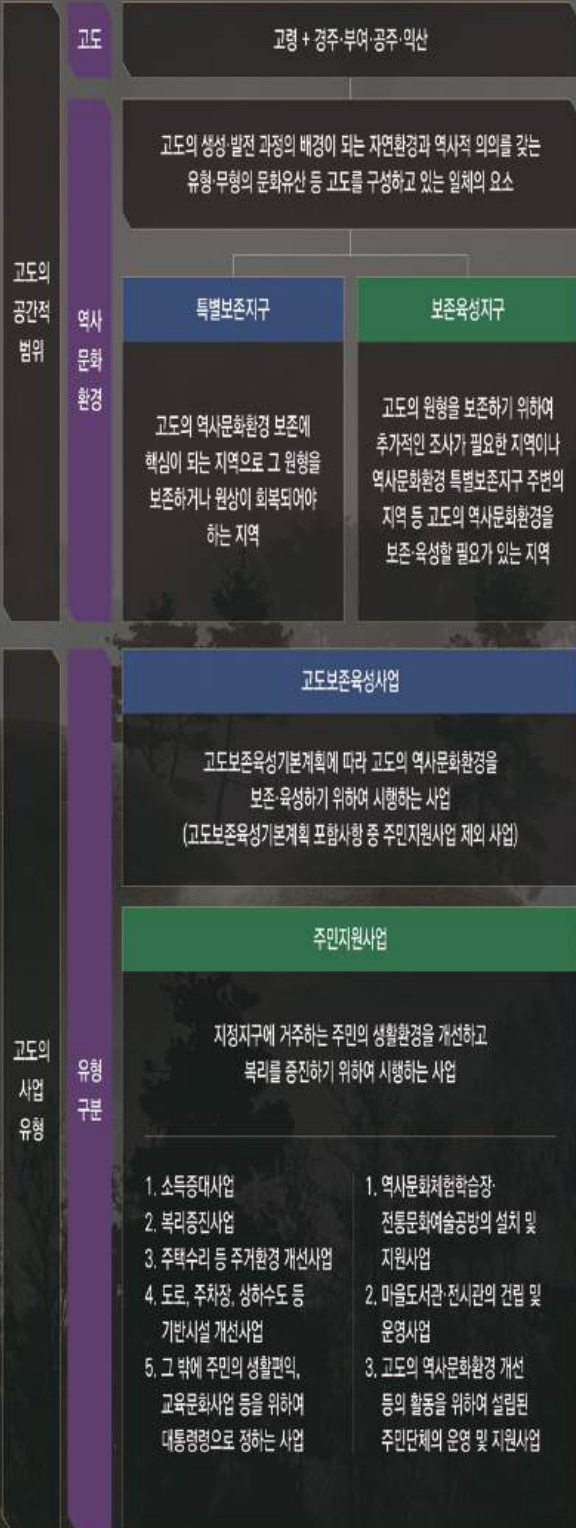 고도의
공간적
범위
고도
고령 + 경주·부여·공주·익산
역사
문화
환경
고도의 생성·발전 과정의 배경이 되는 자연환경과 역사적 의의를 갖는
유형·무형의 문화유산 등 고도를 구성하고 있는 일체의 요소
특별보존지구
고도의 역사문화환경 보존에
핵심이 되는 지역으로 그 원형을
보존하거나 원상이 회복되어야
하는 지역
보존육성지구
고도의 원형을 보존하기 위하여
추가적인 조사가 필요한 지역이나
역사문화환경 특별보존지구 주변의
지역 등 고도의 역사문화환경을
보존·육성할 필요가 있는 지역
고도의
사업
유형
유형
구분
고도보존육성사업
고도보존육성기본계획에 따라 고도의 역사문화환경을
보존·육성하기 위하여 시행하는 사업
(고도보존육성기본계획 포함사항 중 주민지원사업 제외 사업)
주민지원사업
지정지구에 거주하는 주민의 생활환경을 개선하고
복리를 증진하기 위하여 시행하는 사업
1. 소득증대사업
2. 복리증진사업
3. 주택수리 등 주거환경 개선사업
4. 도로, 주차장, 상하수도 등
기반시설 개선사업
5. 그 밖에 주민의 생활편익,
교육문화사업 등을 위하여
대통령령으로 정하는 사업
1. 역사문화체험학습장·
전통문화예술공방의 설치 및
지원사업
2. 마을도서관·전시관의 건립 및
운영사업
3. 고도의 역사문화환경 개선
등의 활동을 위하여 설립된
주민단체의 운영 및 지원사업